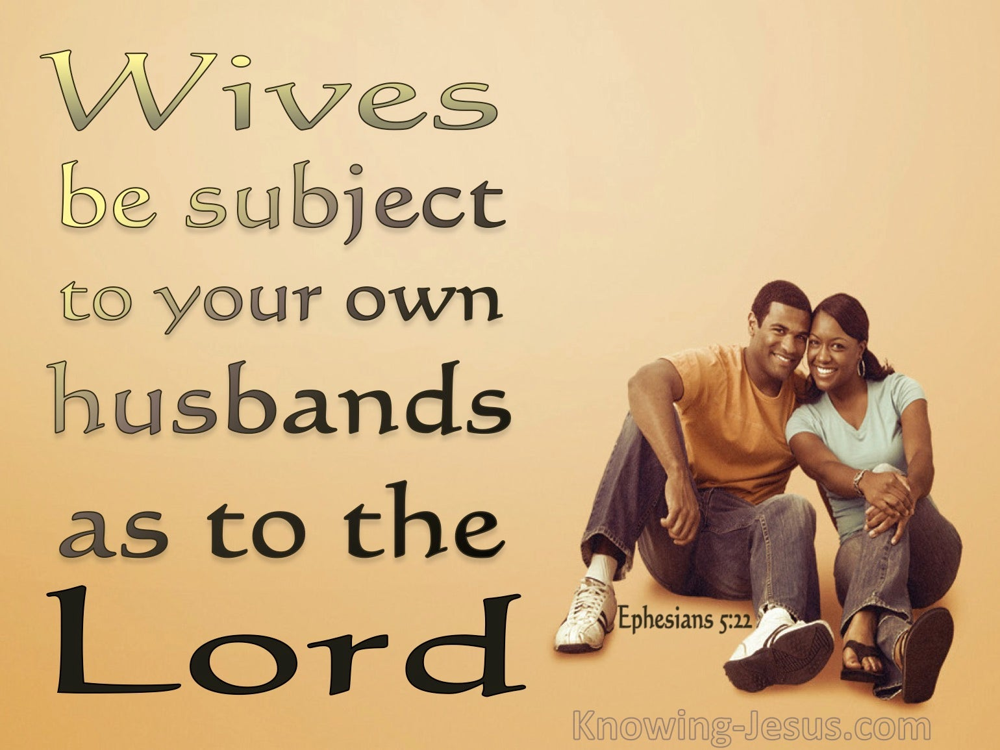 Wives
be subject
to your own
husbands
as to the
Lord
Ephesians 5:22
Knowing-Jesus.com